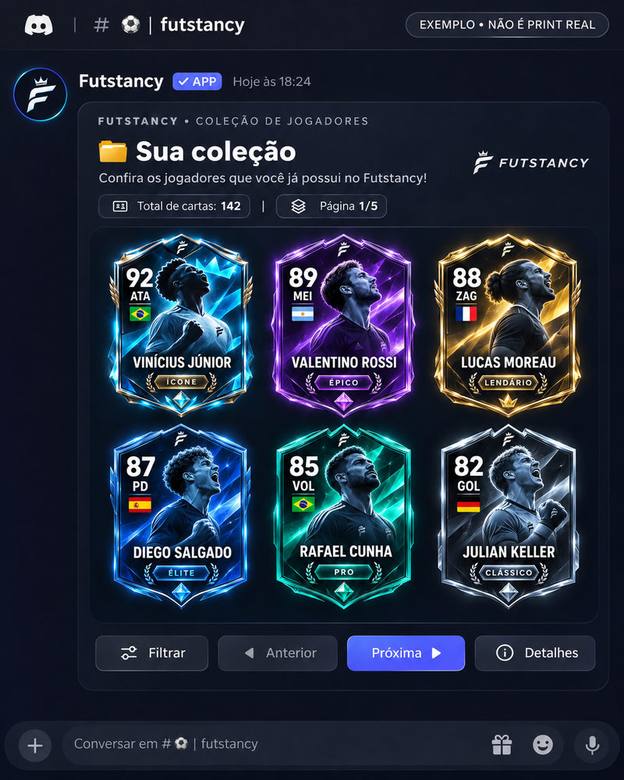 # ⚽ | futstancy
EXEMPLO • NÃO É PRINT REAL
Futstancy ✓ APP Hoje às 18:24
FUTSTANCY • COLEÇÃO DE JOGADORES
📁 Sua coleção
Confira os jogadores que você já possui no Futstancy!
FUTSTANCY
Total de cartas: 142 | Página 1/5
92
ATA
VINÍCIUS JÚNIOR
ÍCONE
89
MEI
VALENTINO ROSSI
ÉPICO
88
ZAG
LUCAS MOREAU
LENDÁRIO
87
PD
DIEGO SALGADO
ÉLITE
85
VOL
RAFAEL CUNHA
PRO
82
GOL
JULIAN KELLER
CLÁSSICO
Filtrar
Anterior
Próxima
Detalhes
Conversar em # ⚽ | futstancy